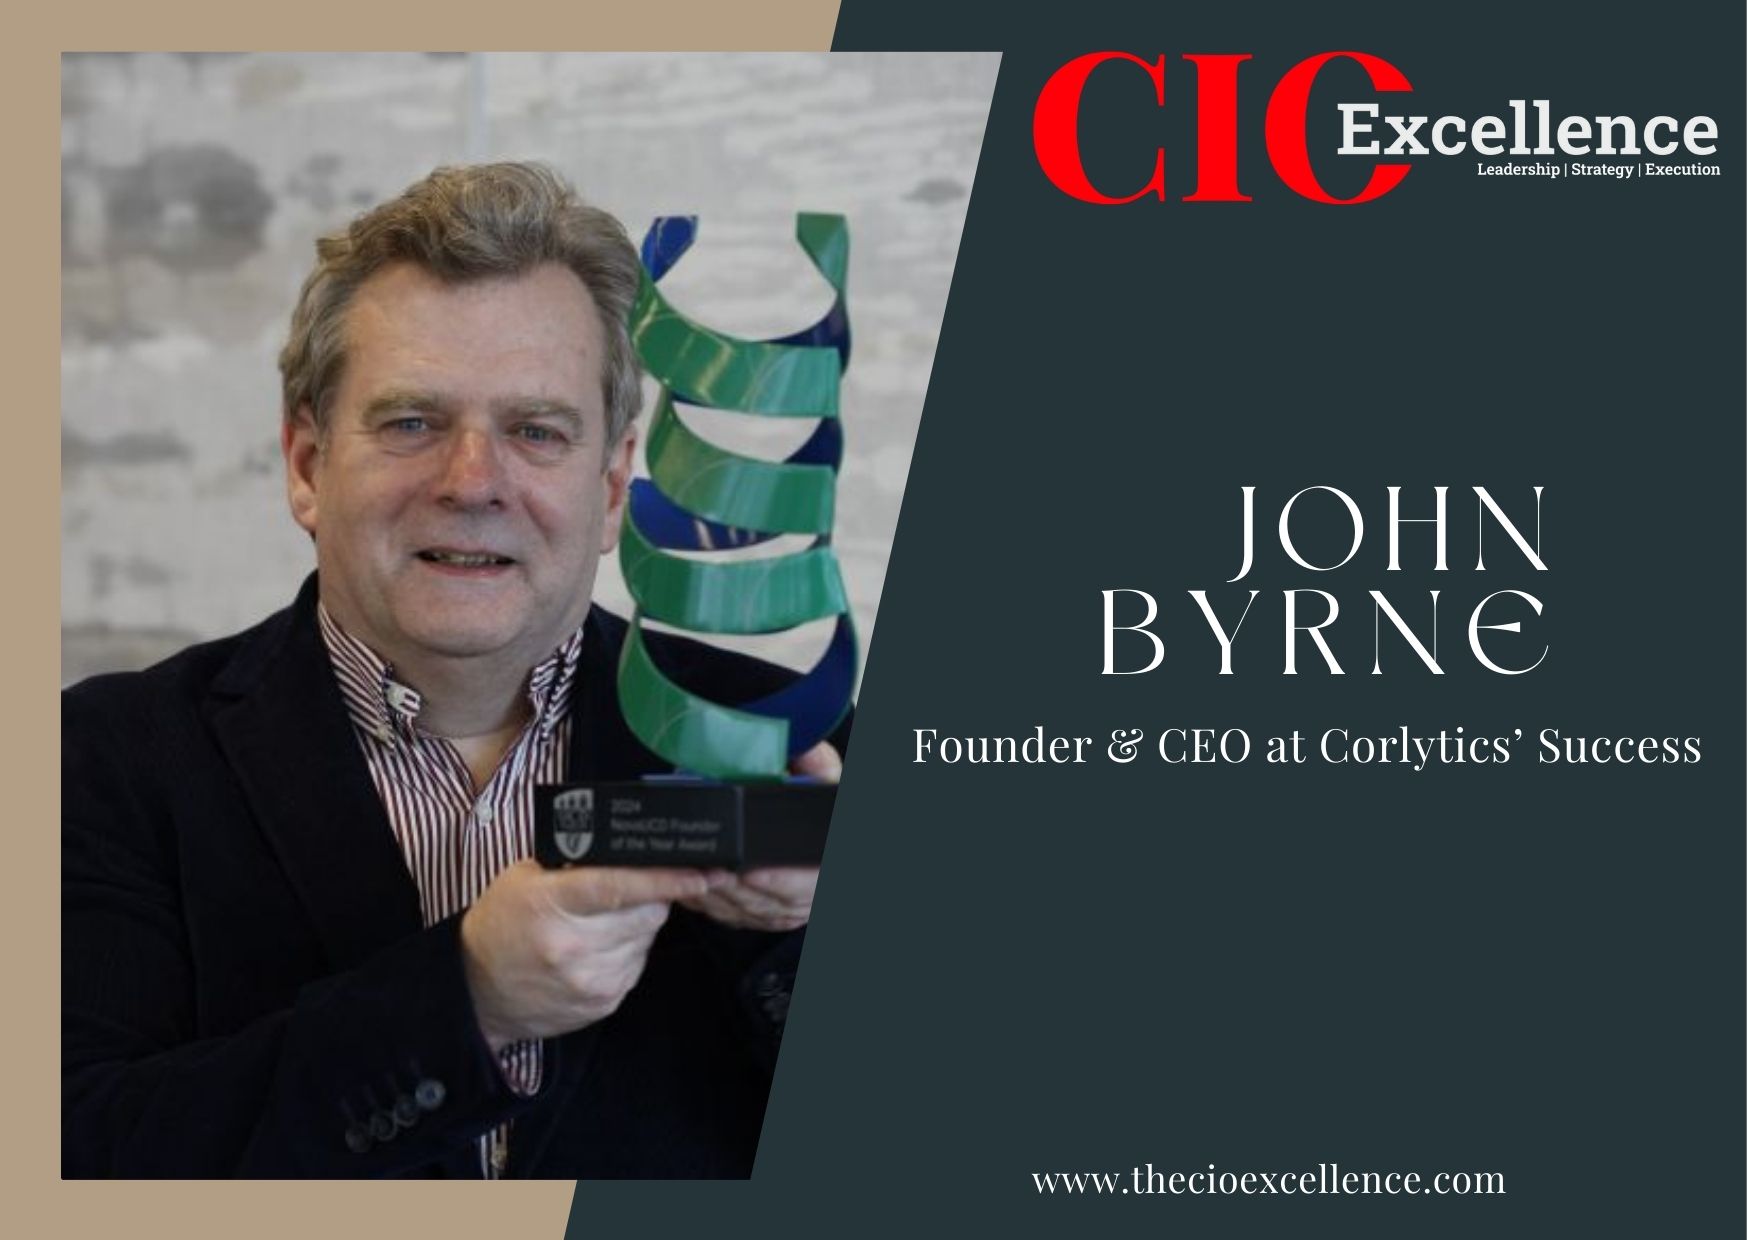 CIO
Excellence
Leadership | Strategy | Execution
JOHN
BYRNE
Founder & CEO at Corlytics’ Success
2024
NovaUCD Founder
of the Year Award
www.thecioexcellence.com